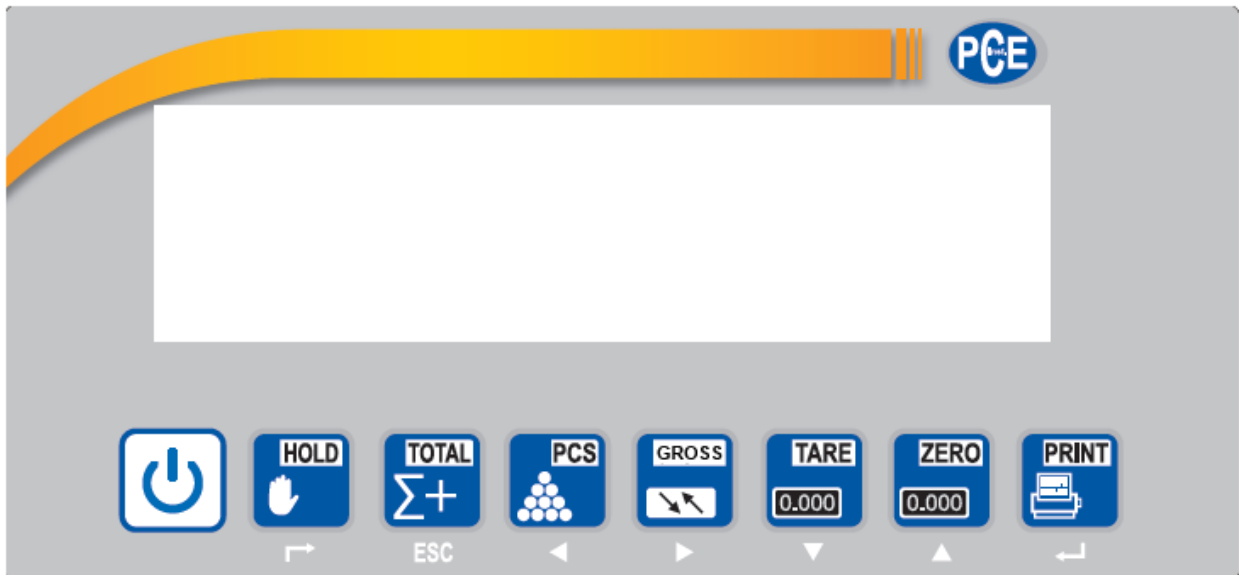 PCE
HOLD TOTAL PCS GROSS TARE ZERO PRINT
Σ+ 0.000 0.000
ESC